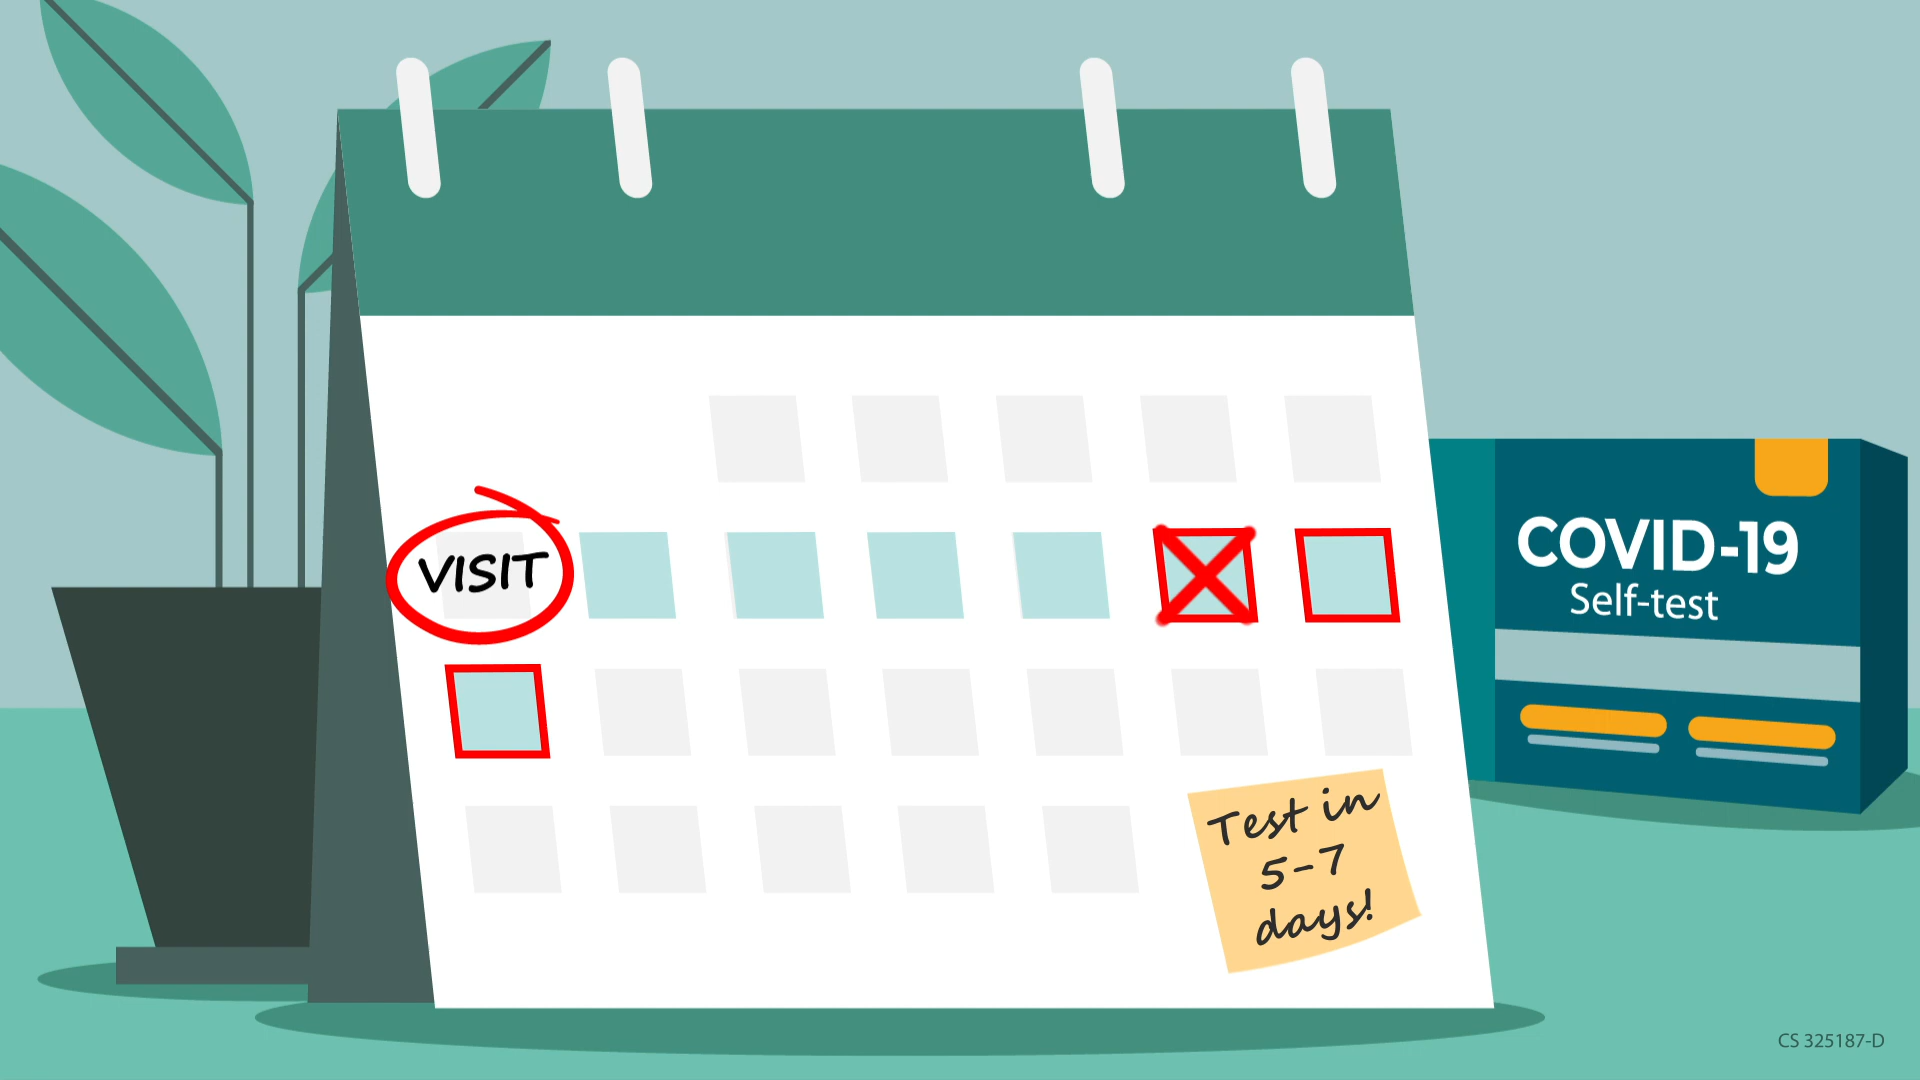 VISIT
COVID-19
Self-test
Test in
5-7
days!
CS 325187-D